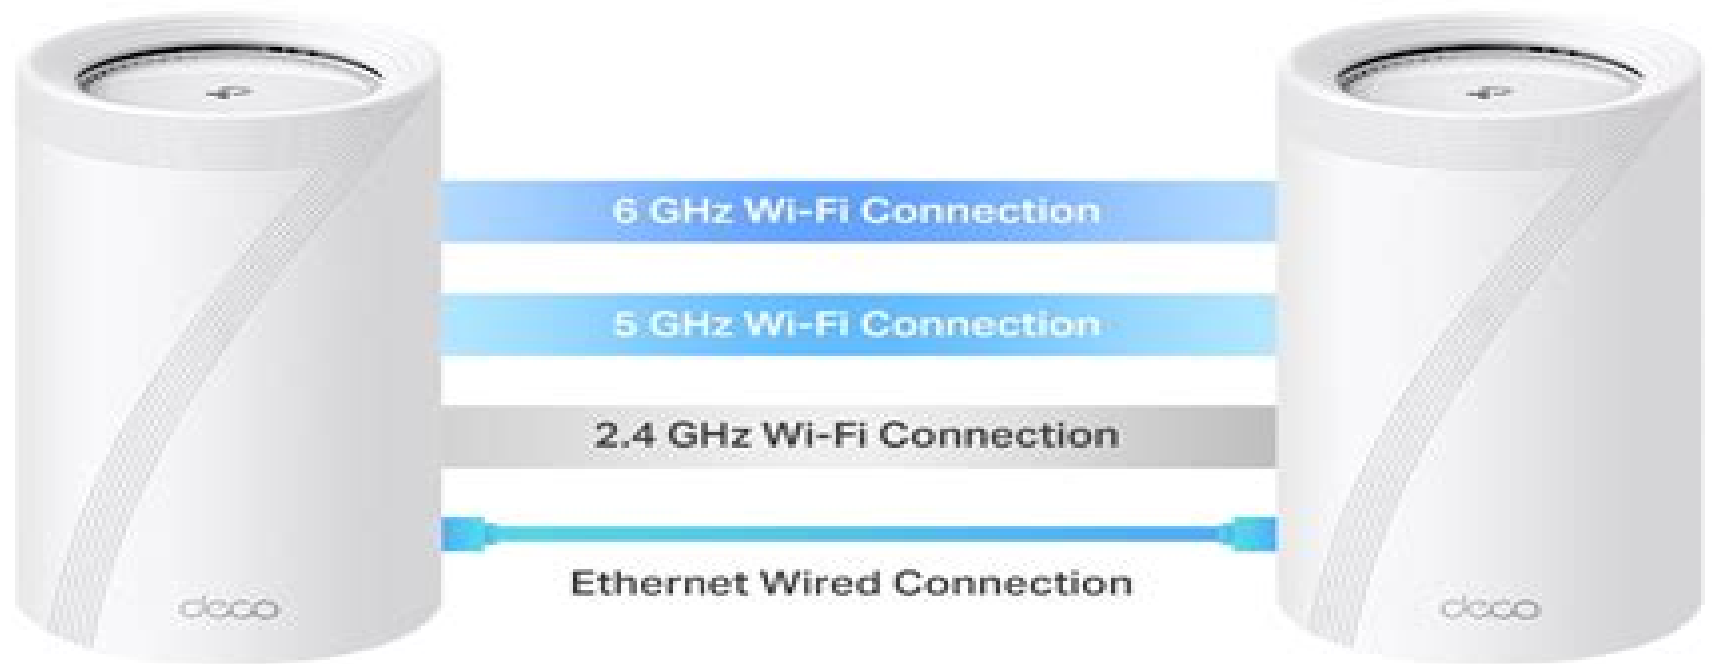 6 GHz Wi-Fi Connection
5 GHz Wi-Fi Connection
2.4 GHz Wi-Fi Connection
Ethernet Wired Connection
deco
deco